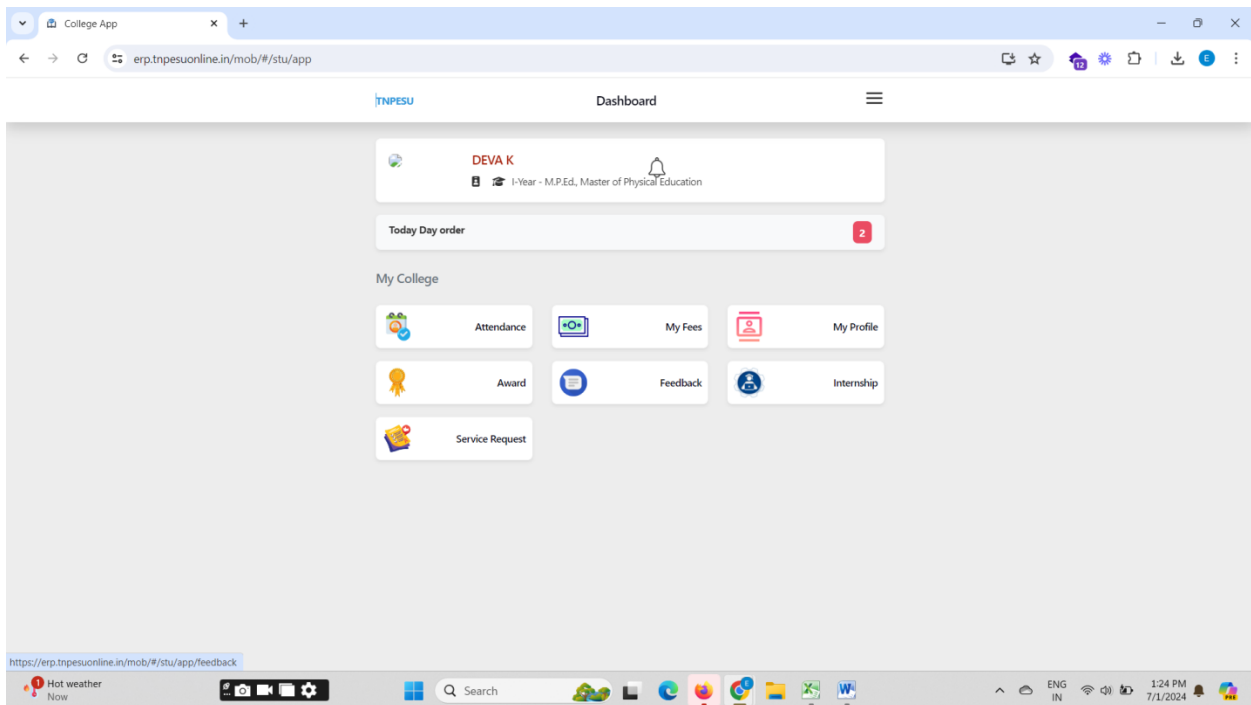 College App
erp.tnpesuonline.in/mob/#/stu/app
12
E
TNPESU
Dashboard
DEVA K
I-Year - M.P.Ed., Master of Physical Education
Today Day order
2
My College
Attendance
My Fees
My Profile
Award
Feedback
Internship
Service Request
https://erp.tnpesuonline.in/mob/#/stu/app/feedback
1
Hot weather
Now
Search
E
W
ENG
IN
1:24 PM
7/1/2024